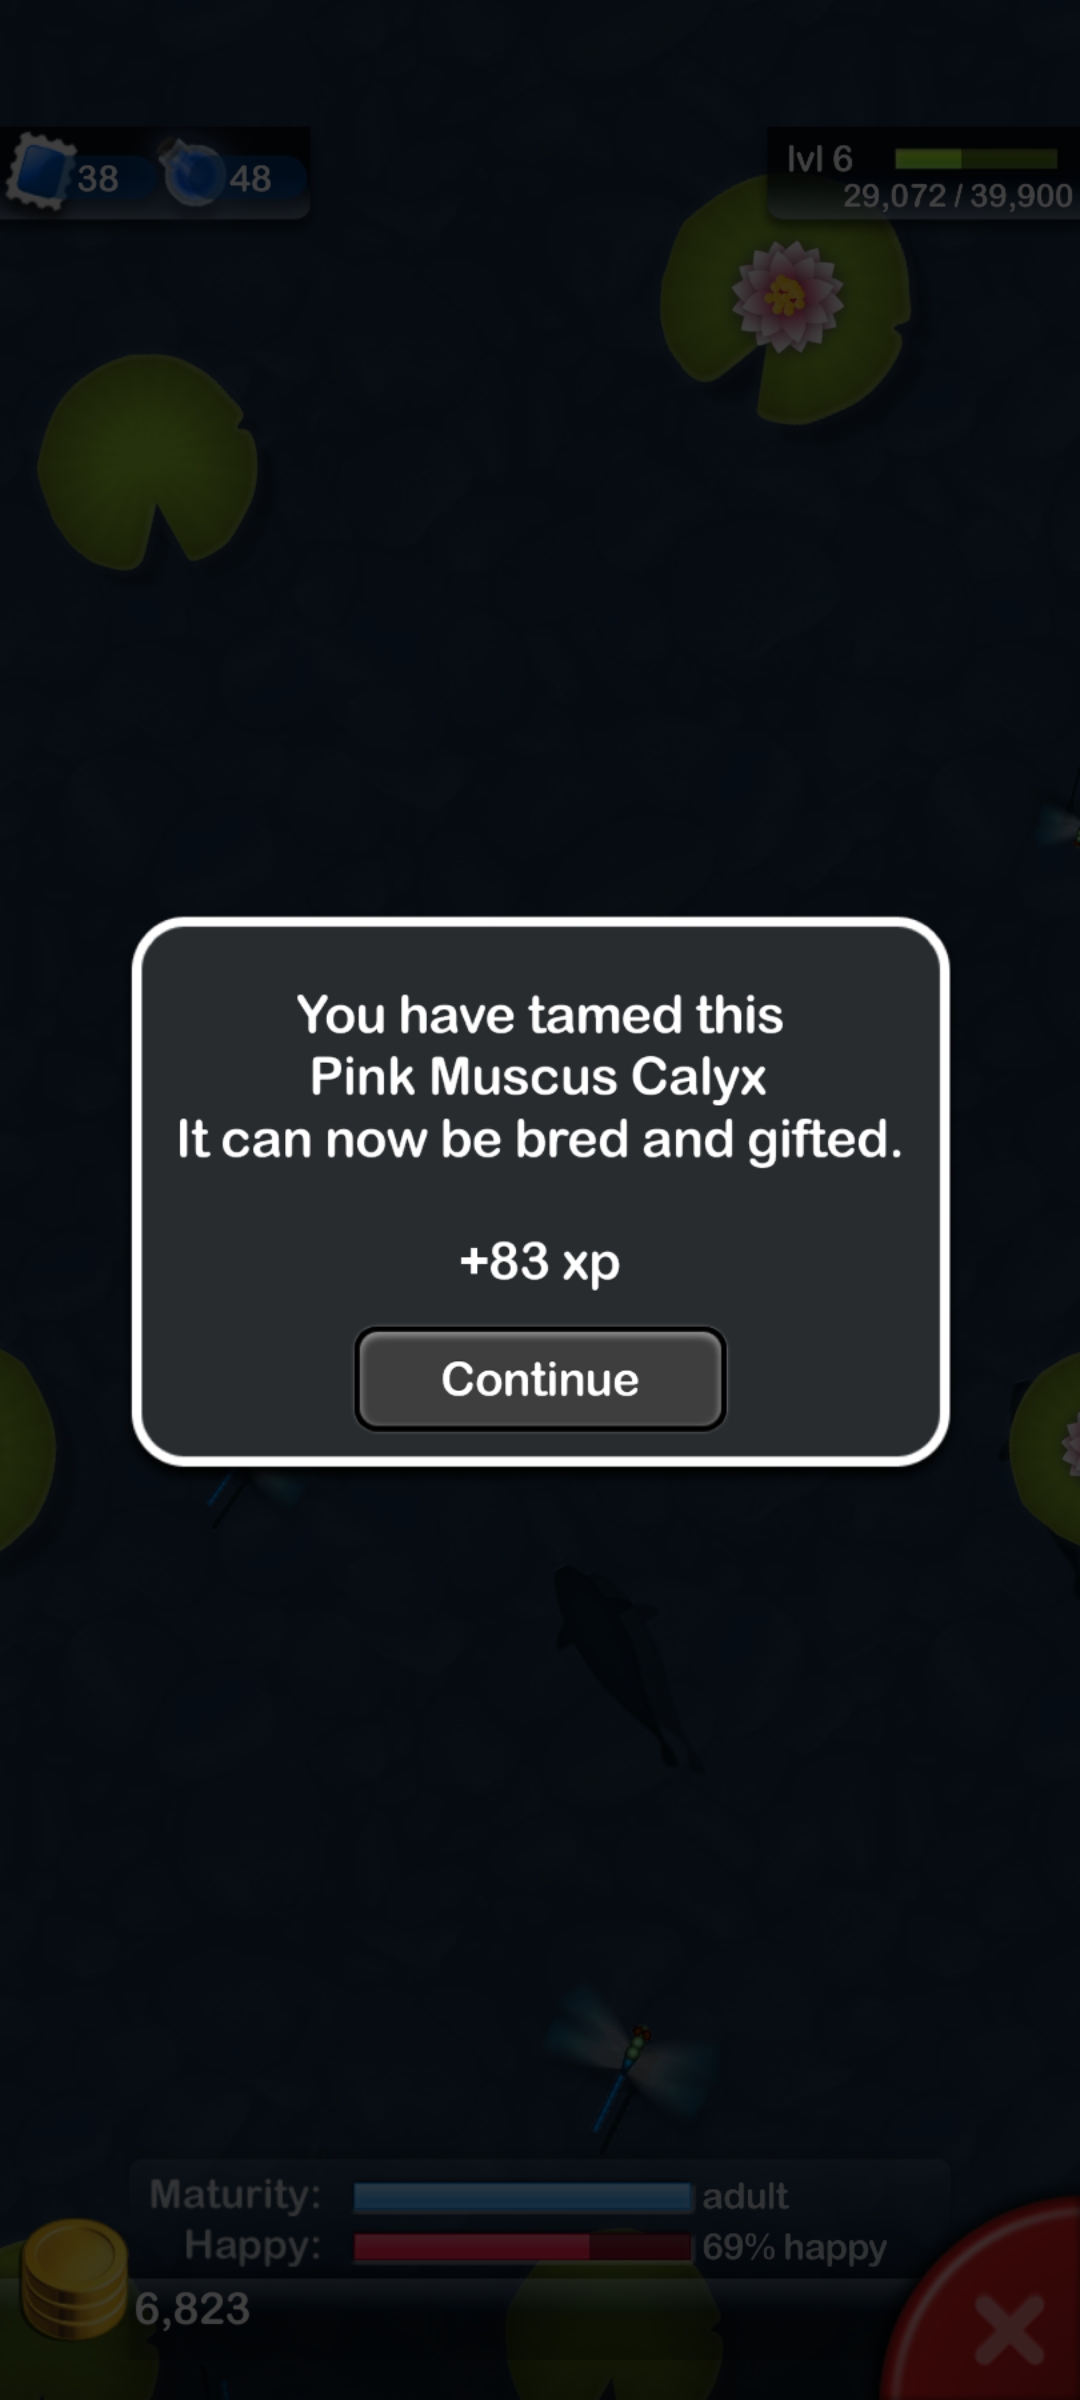 38
48
lvl 6
29,072 / 39,900
You have tamed this
Pink Muscus Calyx
It can now be bred and gifted.
+83 xp
Continue
Maturity: adult
Happy: 69% happy
6,823